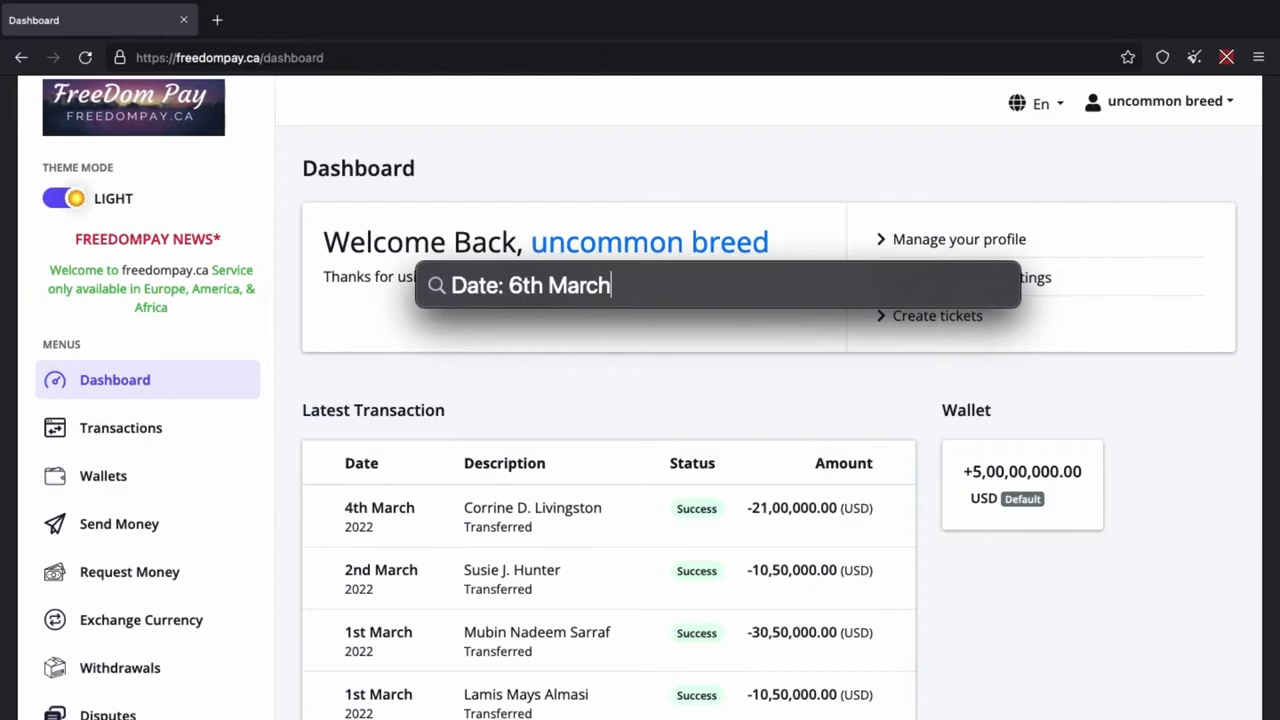 Dashboard
https://freedompay.ca/dashboard
FreeDom Pay
FREEDOMPAY.CA
En
uncommon breed
THEME MODE
LIGHT
FREEDOMPAY NEWS*
Welcome to freedompay.ca Service
only available in Europe, America, &
Africa
MENUS
Dashboard
Transactions
Wallets
Send Money
Request Money
Exchange Currency
Withdrawals
Disputes
Dashboard
Welcome Back, uncommon breed
Thanks for usi
Date: 6th March
Manage your profile
tings
Create tickets
Latest Transaction
Date Description Status Amount
4th March Corrine D. Livingston Success -21,00,000.00 (USD)
2022 Transferred
2nd March Susie J. Hunter Success -10,50,000.00 (USD)
2022 Transferred
1st March Mubin Nadeem Sarraf Success -30,50,000.00 (USD)
2022 Transferred
1st March Lamis Mays Almasi Success -10,50,000.00 (USD)
2022 Transferred
Wallet
+5,00,00,000.00
USD Default